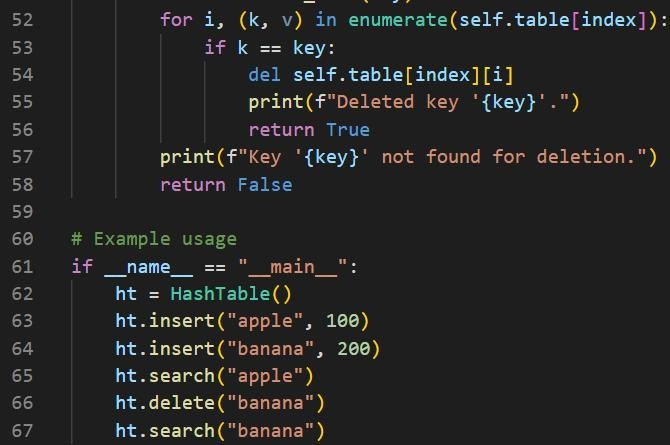 52 for i, (k, v) in enumerate(self.table[index]):
53 if k == key:
54 del self.table[index][i]
55 print(f"Deleted key '{key}'.")
56 return True
57 print(f"Key '{key}' not found for deletion.")
58 return False
59
60 # Example usage
61 if __name__ == "__main__":
62 ht = HashTable()
63 ht.insert("apple", 100)
64 ht.insert("banana", 200)
65 ht.search("apple")
66 ht.delete("banana")
67 ht.search("banana")